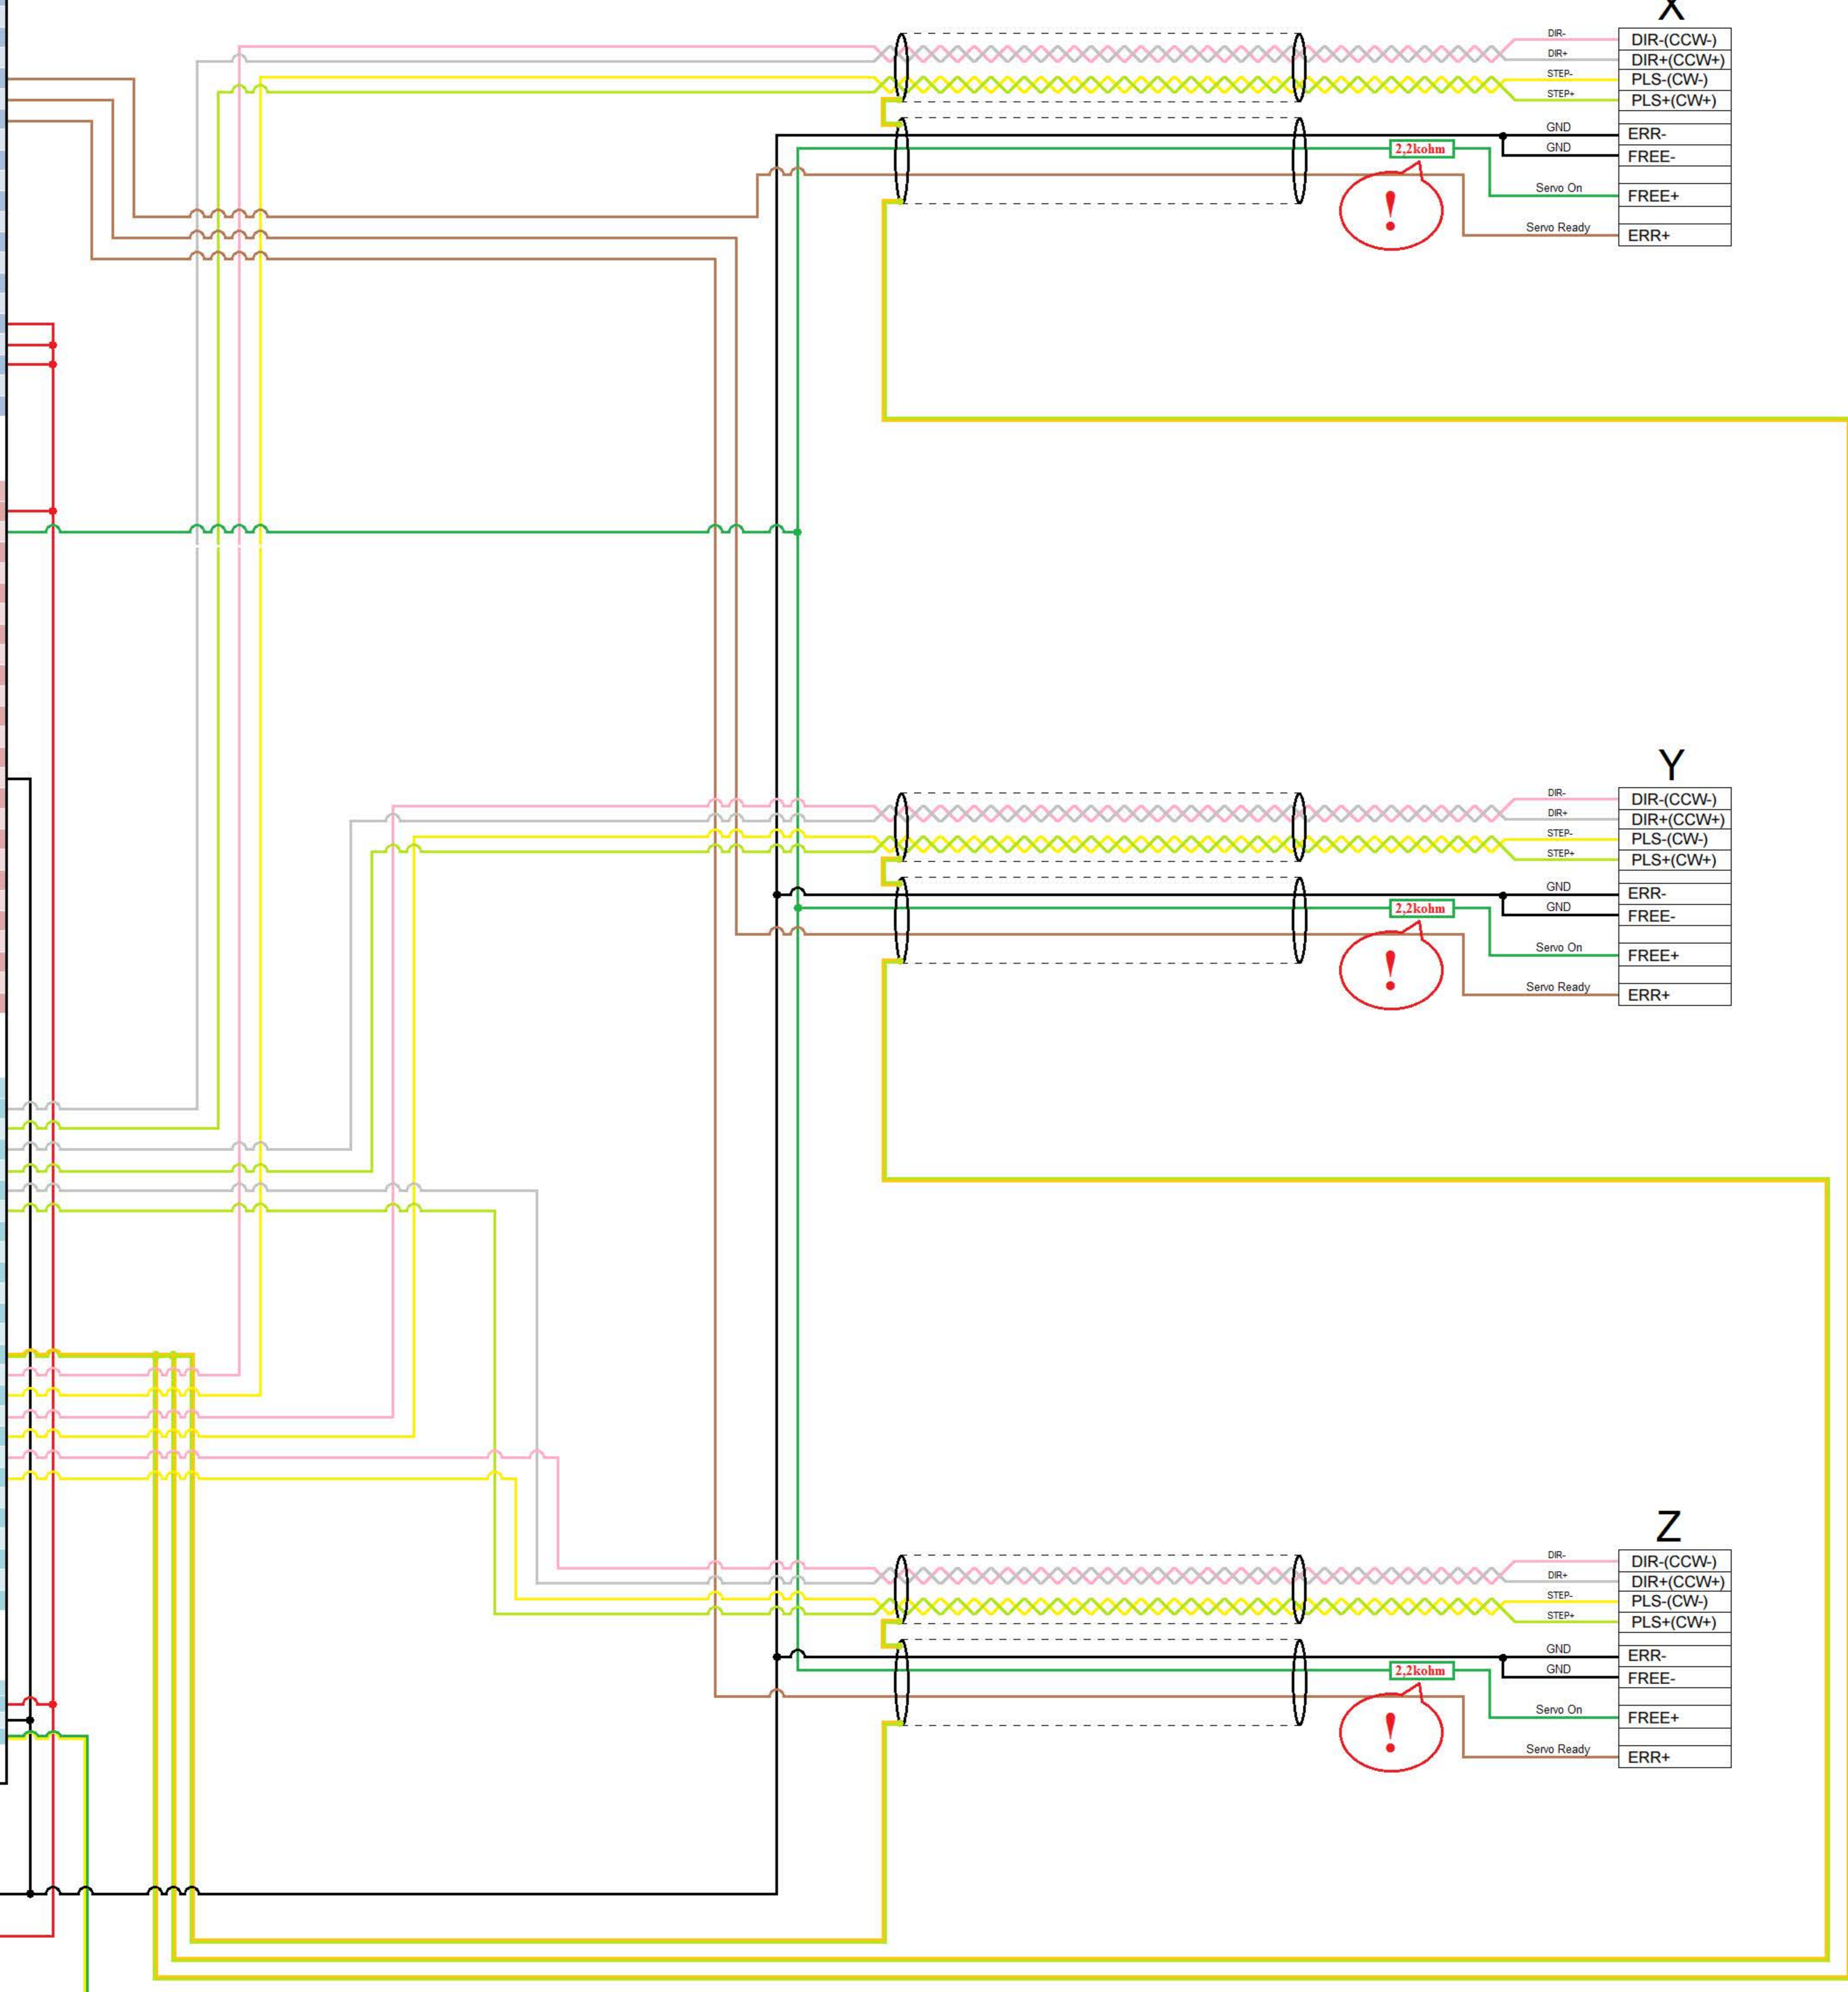 X
DIR- DIR-(CCW-)
DIR+ DIR+(CCW+)
STEP- PLS-(CW-)
STEP+ PLS+(CW+)
GND ERR-
2,2kohm GND FREE-
! Servo On FREE+
Servo Ready ERR+
Y
DIR- DIR-(CCW-)
DIR+ DIR+(CCW+)
STEP- PLS-(CW-)
STEP+ PLS+(CW+)
GND ERR-
2,2kohm GND FREE-
! Servo On FREE+
Servo Ready ERR+
Z
DIR- DIR-(CCW-)
DIR+ DIR+(CCW+)
STEP- PLS-(CW-)
STEP+ PLS+(CW+)
GND ERR-
2,2kohm GND FREE-
! Servo On FREE+
Servo Ready ERR+